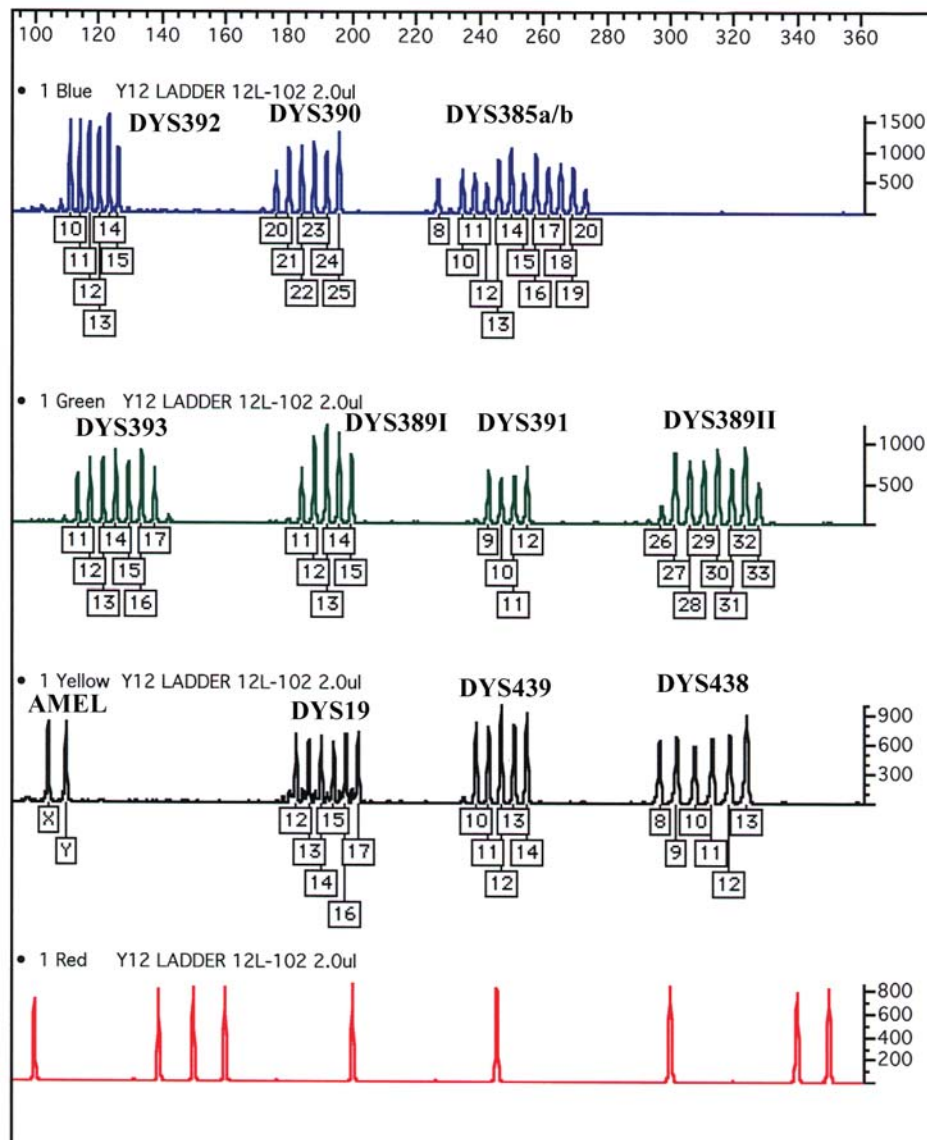 100 120 140 160 180 200 220 240 260 280 300 320 340 360
• 1 Blue Y12 LADDER 12L-102 2.0ul
DYS392 DYS390 DYS385a/b
1500
1000
500
10 14 20 23 8 11 14 17 20
11 15 21 24 10 15 18
12 22 25 12 16 19
13 13
• 1 Green Y12 LADDER 12L-102 2.0ul
DYS393 DYS389I DYS391 DYS389II
1000
500
11 14 17 11 14 9 12 26 29 32
12 15 12 15 10 27 30 33
13 16 13 11 28 31
• 1 Yellow Y12 LADDER 12L-102 2.0ul
AMEL DYS19 DYS439 DYS438
900
600
300
X 12 15 10 13 8 10 13
Y 13 17 11 14 9 11
14 12 12
16
• 1 Red Y12 LADDER 12L-102 2.0ul
800
600
400
200